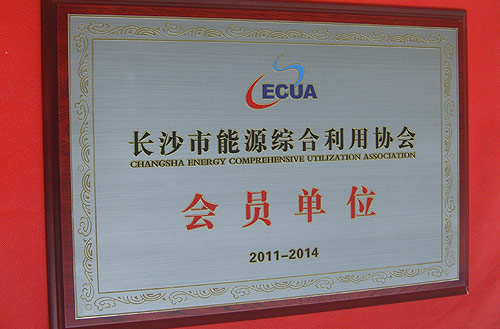 ECUA
长沙市能源综合利用协会
CHANGSHA ENERGY COMPREHENSIVE UTILIZATION ASSOCIATION
会员单位
2011-2014